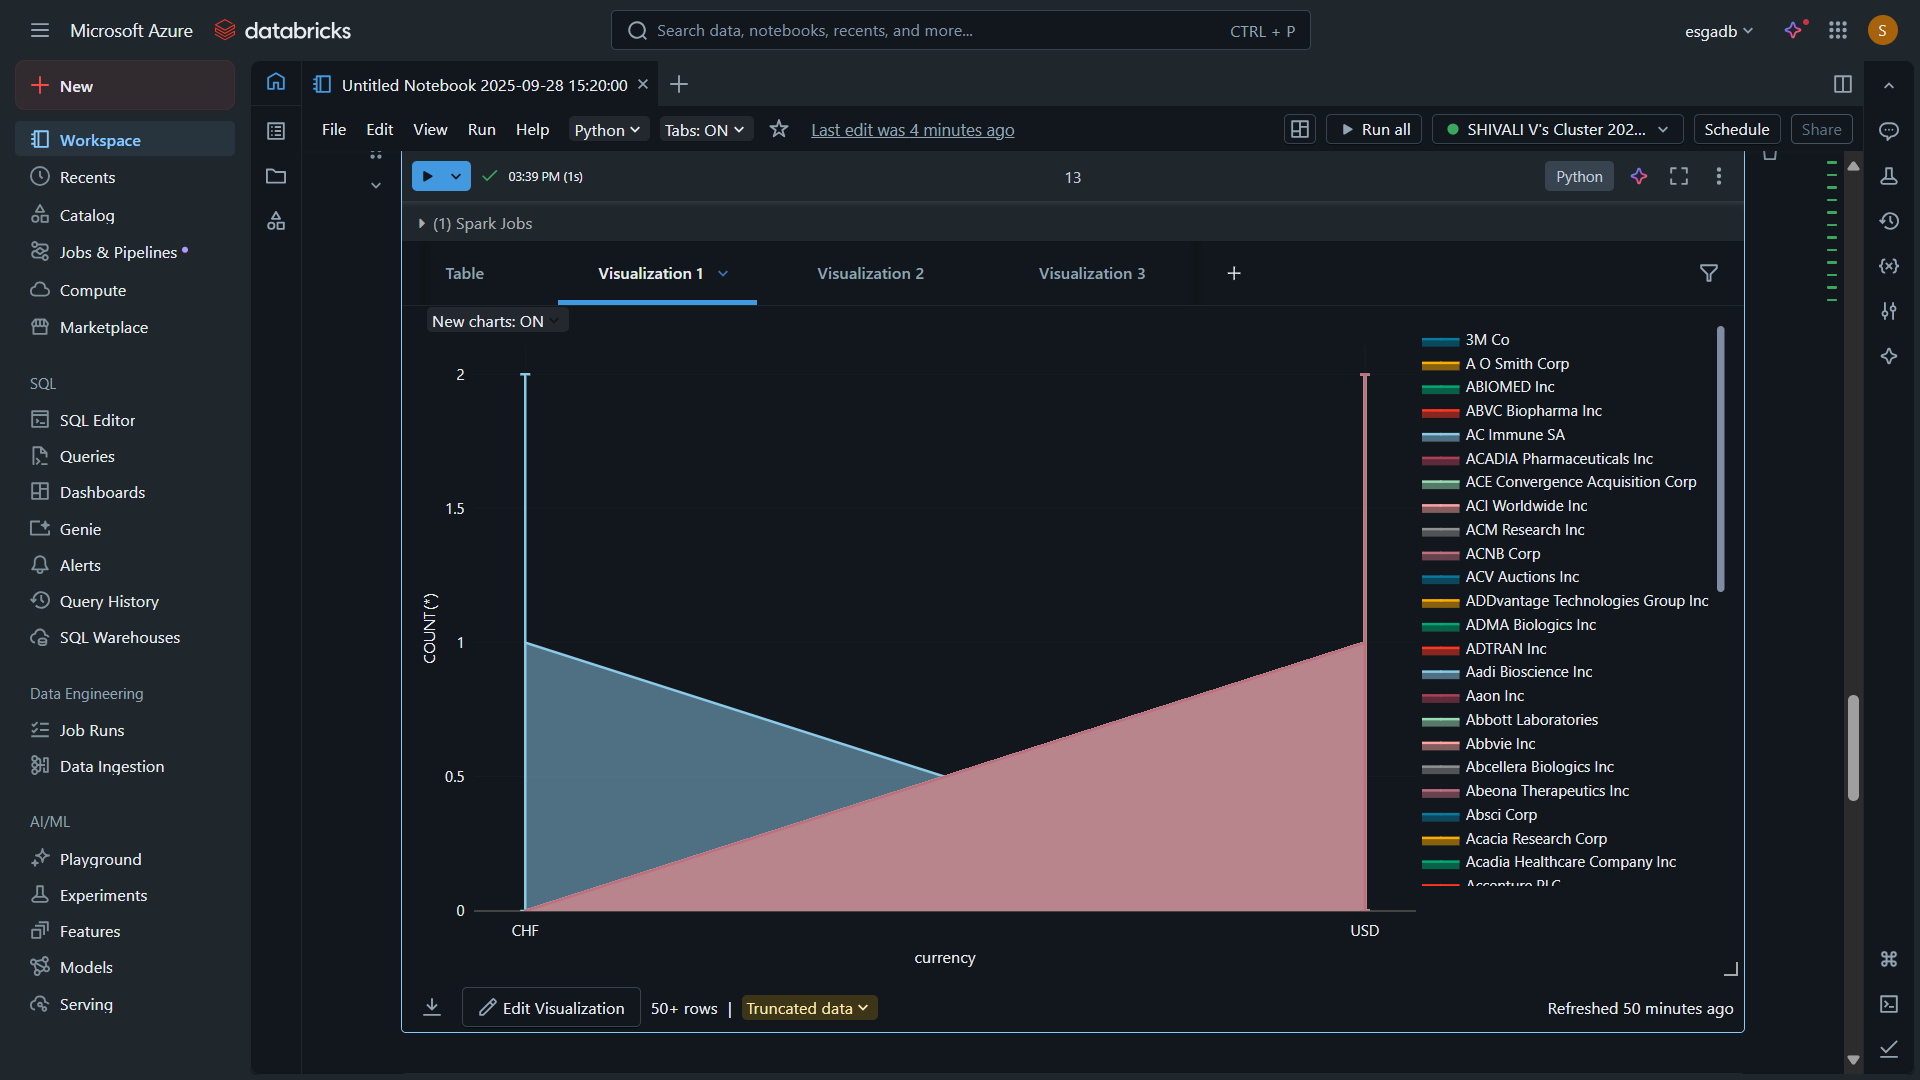 Microsoft Azure databricks
Search data, notebooks, recents, and more... CTRL + P
esgadb
S
New
Workspace
Recents
Catalog
Jobs & Pipelines
Compute
Marketplace
SQL
SQL Editor
Queries
Dashboards
Genie
Alerts
Query History
SQL Warehouses
Data Engineering
Job Runs
Data Ingestion
AI/ML
Playground
Experiments
Features
Models
Serving
Untitled Notebook 2025-09-28 15:20:00
File Edit View Run Help Python Tabs: ON Last edit was 4 minutes ago
Run all SHIVALI V's Cluster 202... Schedule Share
03:39 PM (1s) 13 Python
(1) Spark Jobs
Table Visualization 1 Visualization 2 Visualization 3
New charts: ON
2
1.5
1
0.5
0
COUNT(*)
CHF USD
currency
3M Co
A O Smith Corp
ABIOMED Inc
ABVC Biopharma Inc
AC Immune SA
ACADIA Pharmaceuticals Inc
ACE Convergence Acquisition Corp
ACI Worldwide Inc
ACM Research Inc
ACNB Corp
ACV Auctions Inc
ADDvantage Technologies Group Inc
ADMA Biologics Inc
ADTRAN Inc
Aadi Bioscience Inc
Aaon Inc
Abbott Laboratories
Abbvie Inc
Abcellera Biologics Inc
Abeona Therapeutics Inc
Absci Corp
Acacia Research Corp
Acadia Healthcare Company Inc
Accenture PLC
Edit Visualization 50+ rows | Truncated data
Refreshed 50 minutes ago